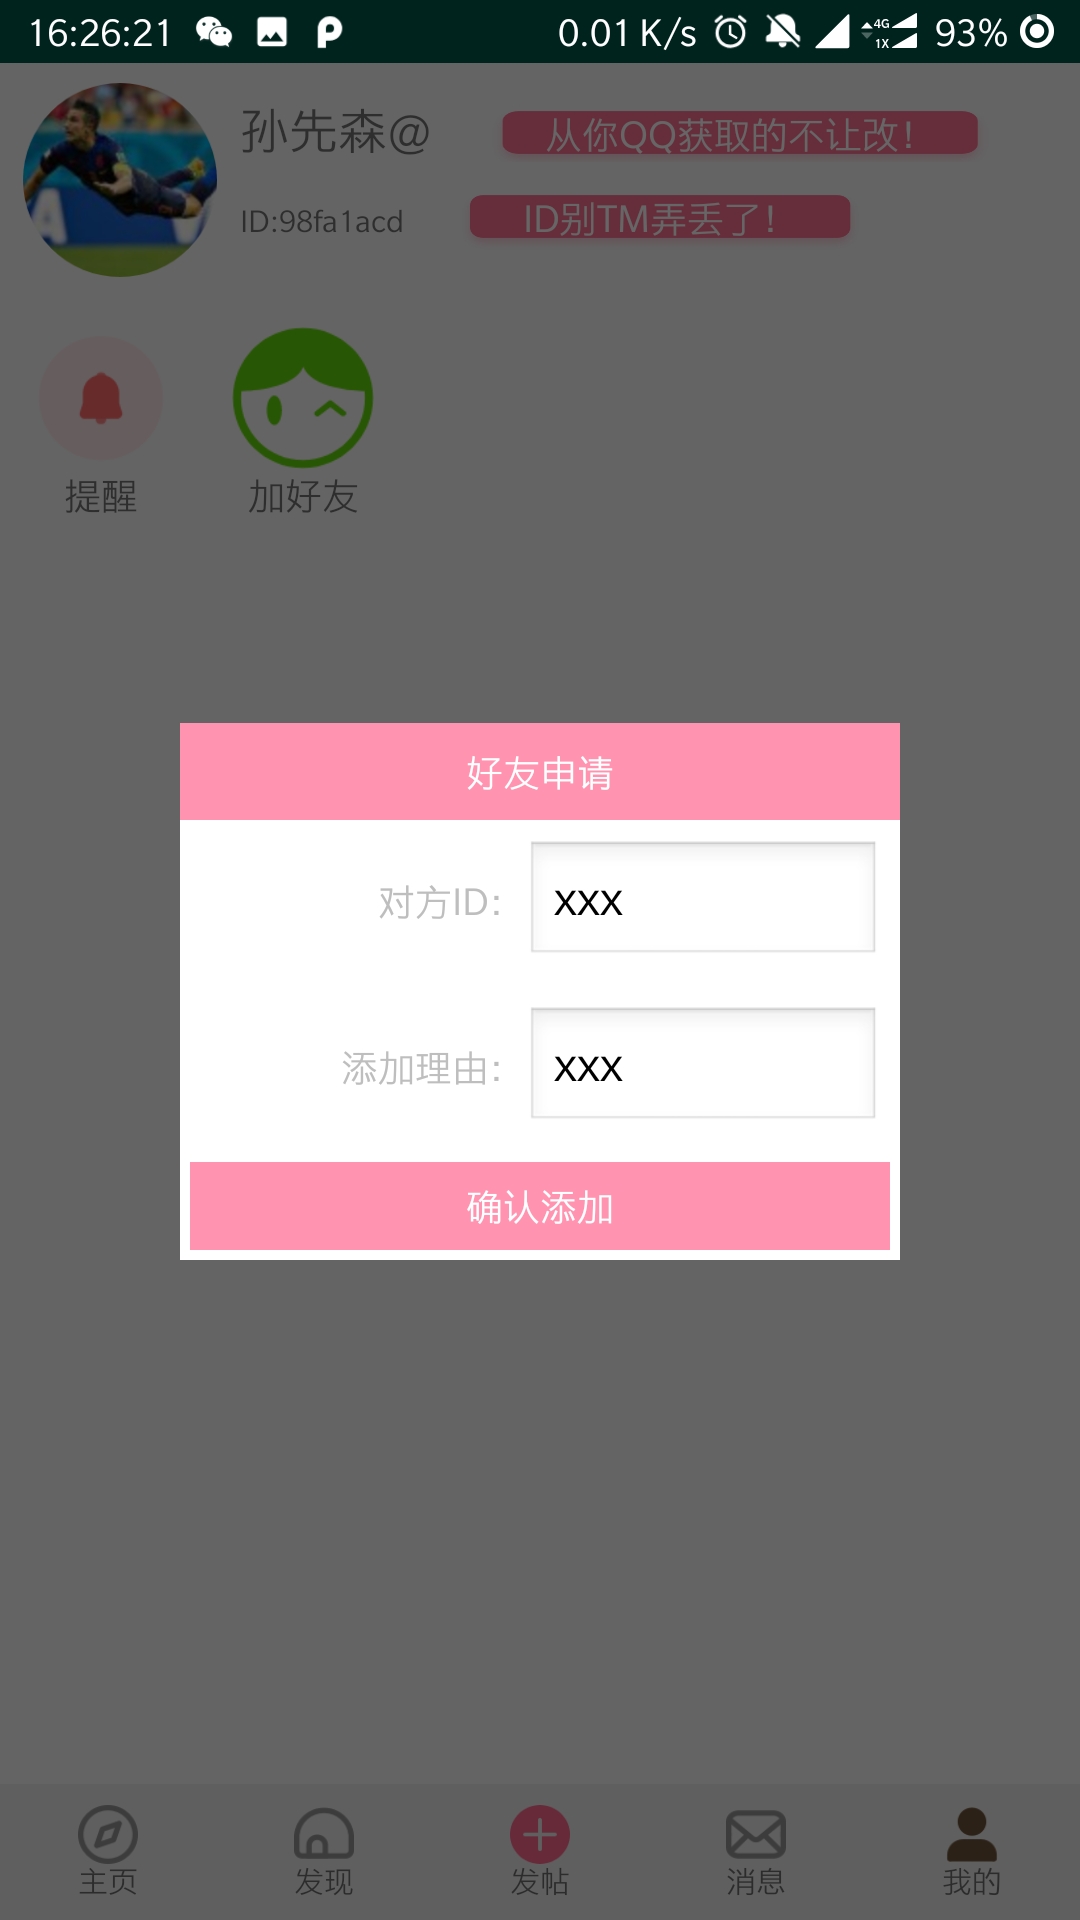 16:26:21 0.01 K/s 4G 1X 93%
孙先森@ 从你QQ获取的不让改！
ID:98fa1acd ID别TM弄丢了！
提醒 加好友
好友申请
对方ID： xxx
添加理由： xxx
确认添加
主页 发现 发帖 消息 我的